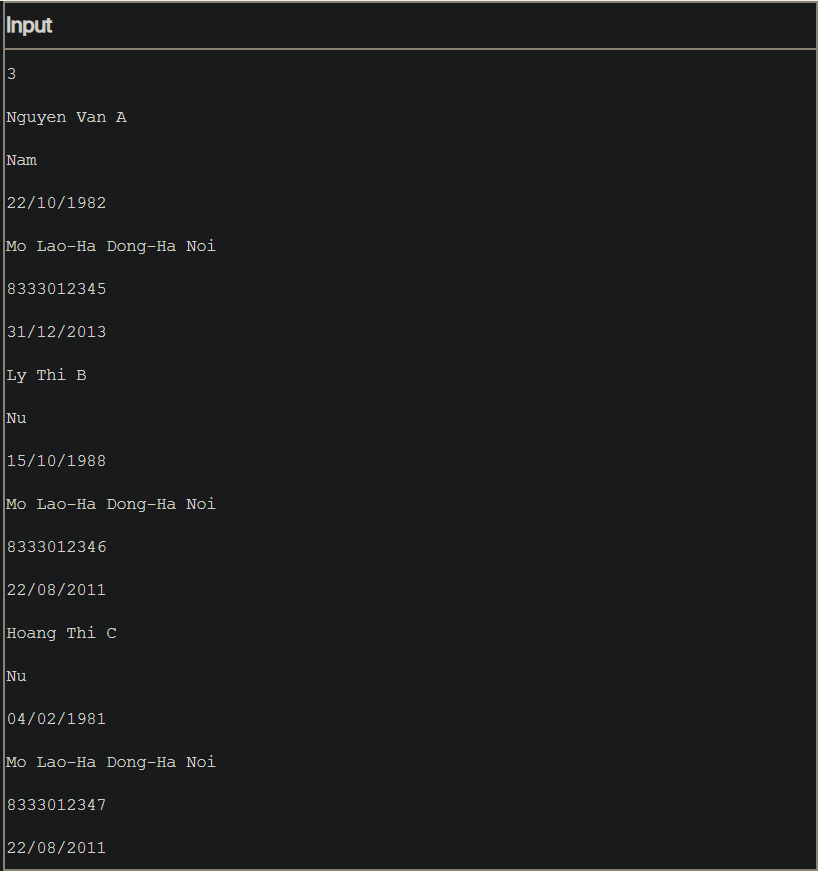 Input
3
Nguyen Van A
Nam
22/10/1982
Mo Lao-Ha Dong-Ha Noi
8333012345
31/12/2013
Ly Thi B
Nu
15/10/1988
Mo Lao-Ha Dong-Ha Noi
8333012346
22/08/2011
Hoang Thi C
Nu
04/02/1981
Mo Lao-Ha Dong-Ha Noi
8333012347
22/08/2011